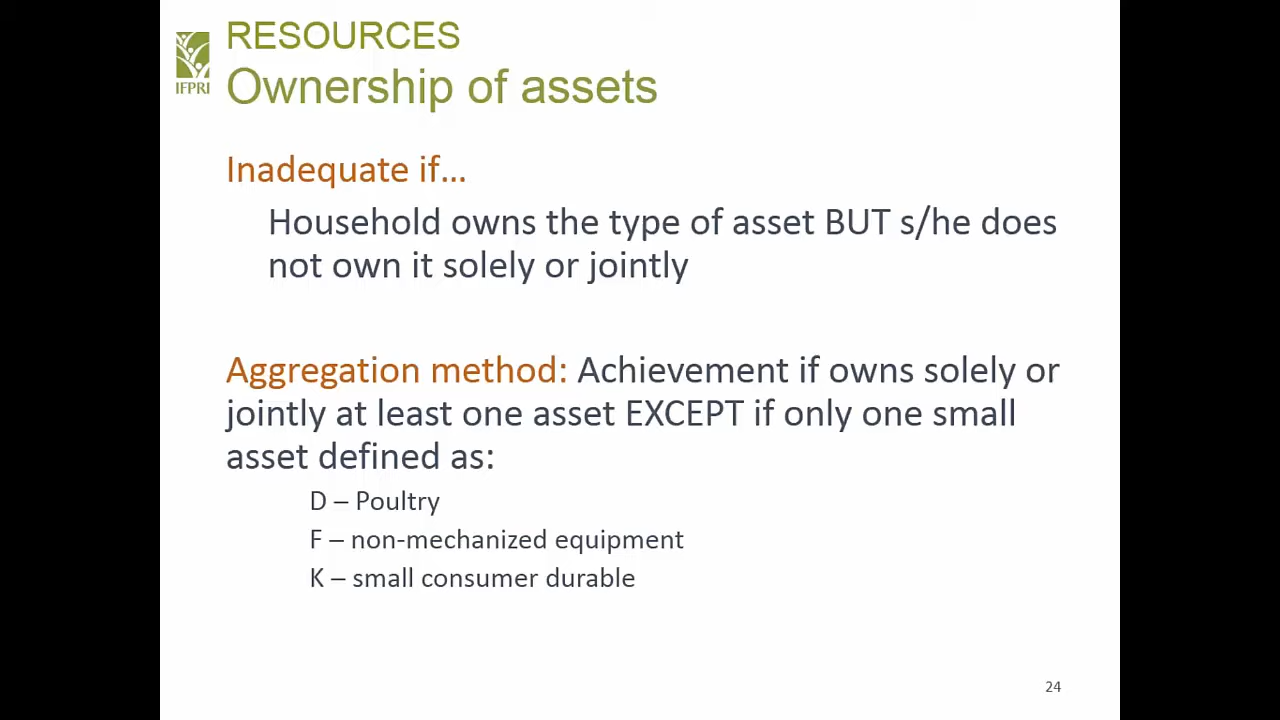 RESOURCES
IFPRI
Ownership of assets
Inadequate if...
Household owns the type of asset BUT s/he does
not own it solely or jointly
Aggregation method: Achievement if owns solely or
jointly at least one asset EXCEPT if only one small
asset defined as:
D – Poultry
F – non-mechanized equipment
K – small consumer durable
24